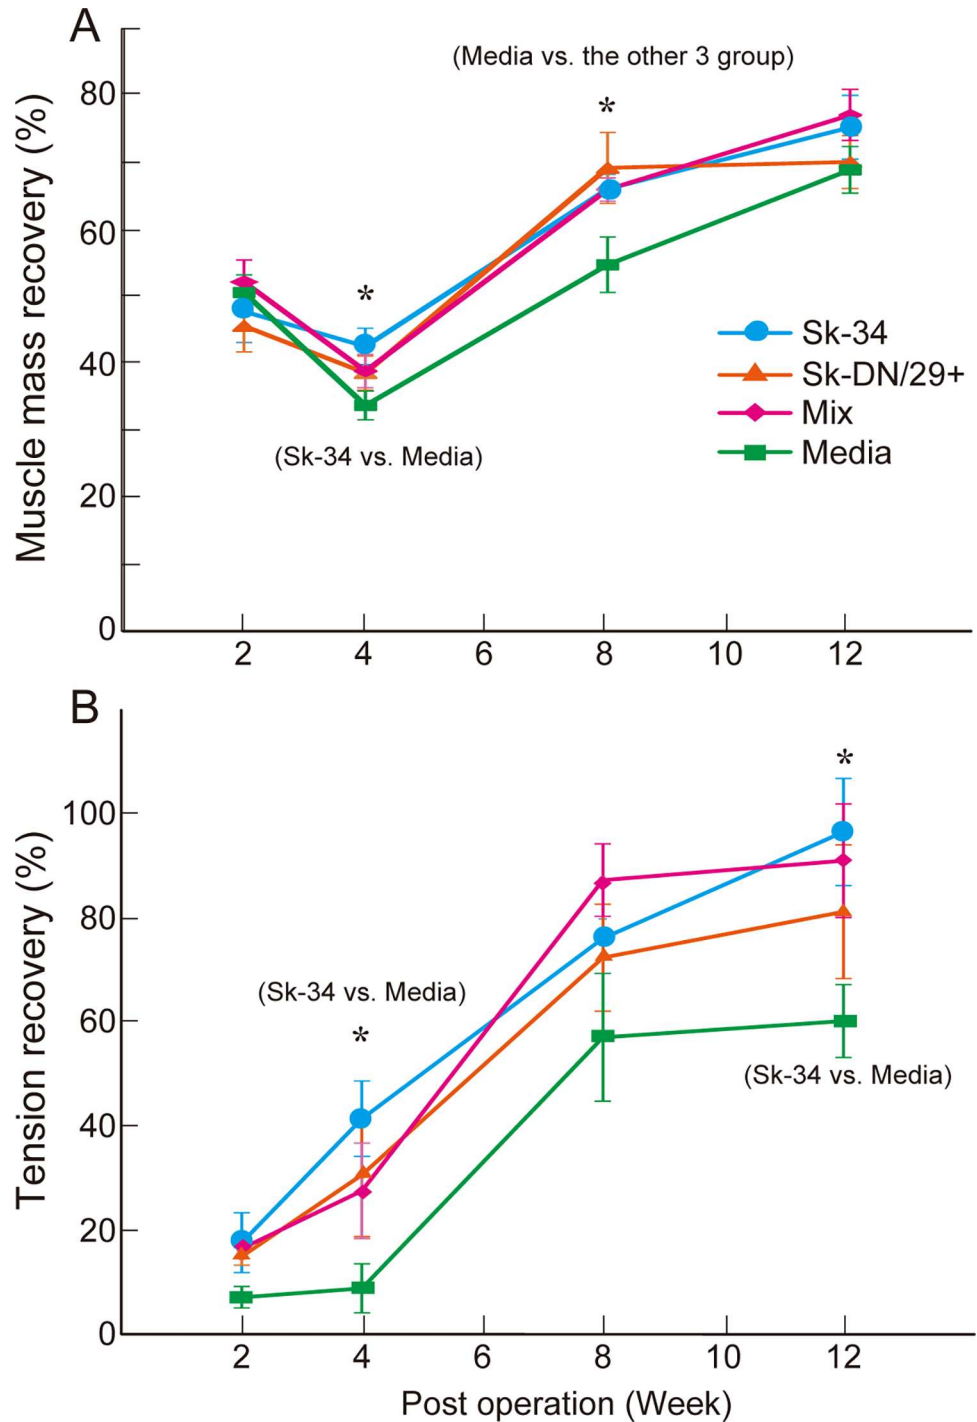 A
(Media vs. the other 3 group)
*
80
60
40
20
0
Muscle mass recovery (%)
*
(Sk-34 vs. Media)
Sk-34
Sk-DN/29+
Mix
Media
2 4 6 8 10 12
B
*
100
80
60
40
20
0
Tension recovery (%)
(Sk-34 vs. Media)
*
(Sk-34 vs. Media)
2 4 6 8 10 12
Post operation (Week)